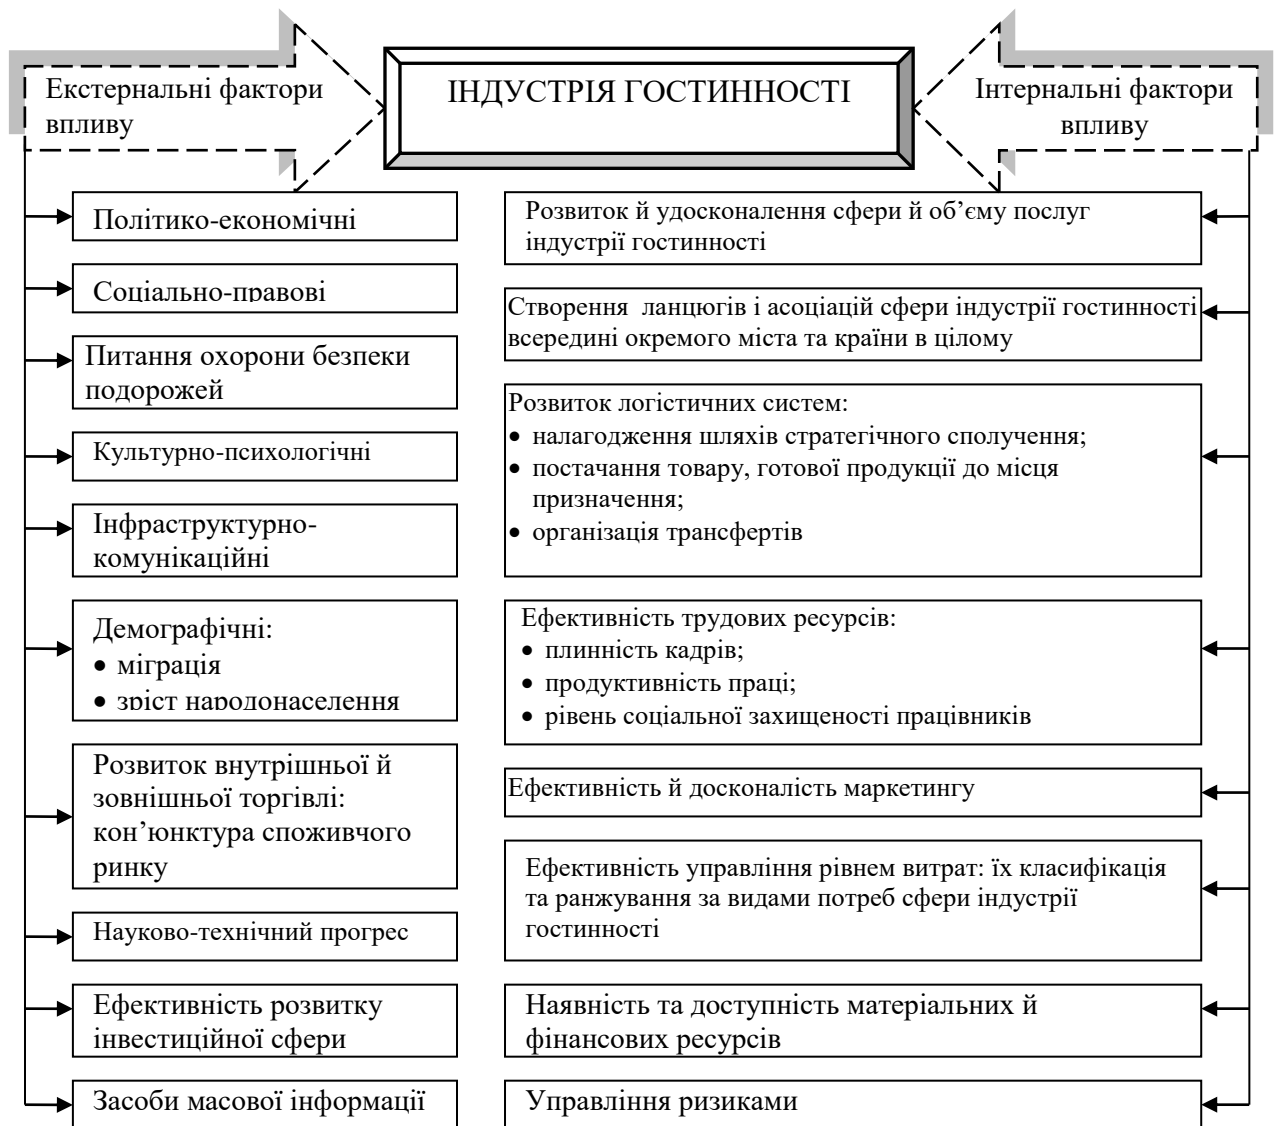 Екстернальні фактори
впливу
ІНДУСТРІЯ ГОСТИННОСТІ
Інтернальні фактори
впливу
Політико-економічні
Соціально-правові
Питання охорони безпеки
подорожей
Культурно-психологічні
Інфраструктурно-
комунікаційні
Демографічні:
• міграція
• зріст народонаселення
Розвиток внутрішньої й
зовнішньої торгівлі:
кон’юнктура споживчого
ринку
Науково-технічний прогрес
Ефективність розвитку
інвестиційної сфери
Засоби масової інформації
Розвиток й удосконалення сфери й об’єму послуг
індустрії гостинності
Створення ланцюгів і асоціацій сфери індустрії гостинності
всередині окремого міста та країни в цілому
Розвиток логістичних систем:
• налагодження шляхів стратегічного сполучення;
• постачання товару, готової продукції до місця
призначення;
• організація трансфертів
Ефективність трудових ресурсів:
• плинність кадрів;
• продуктивність праці;
• рівень соціальної захищеності працівників
Ефективність й досконалість маркетингу
Ефективність управління рівнем витрат: їх класифікація
та ранжування за видами потреб сфери індустрії
гостинності
Наявність та доступність матеріальних й
фінансових ресурсів
Управління ризиками